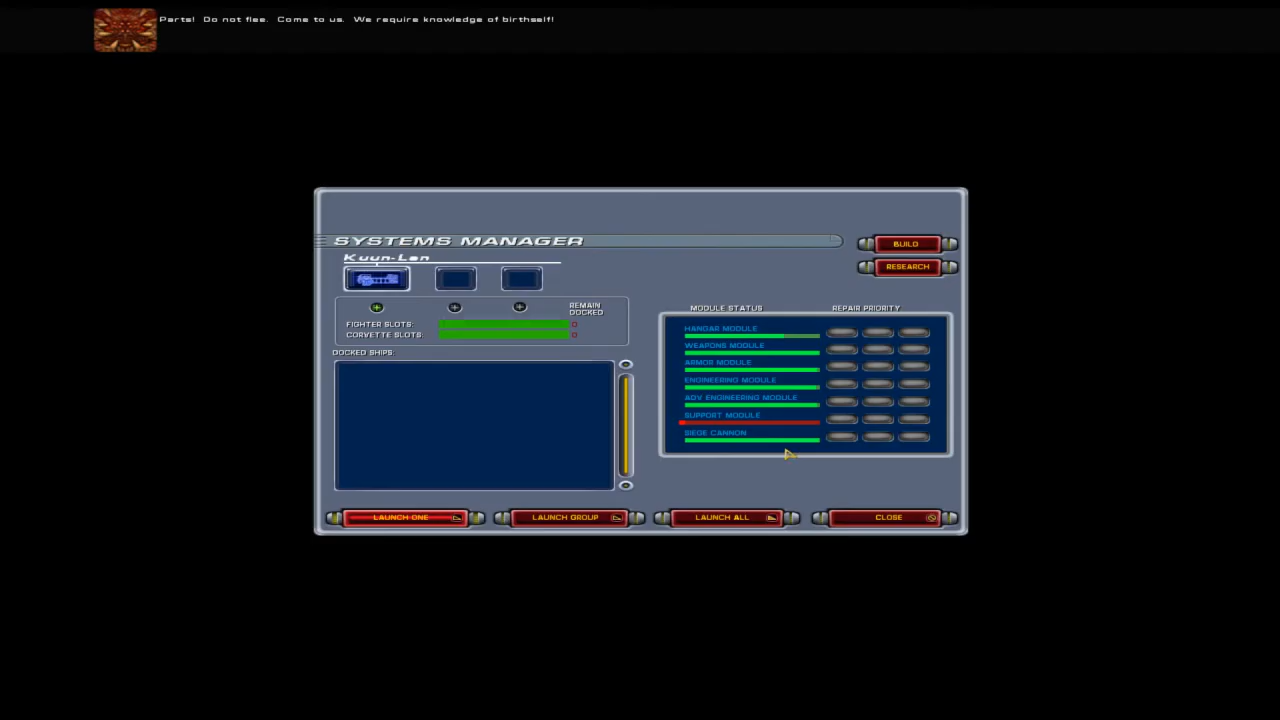 Parts! Do not flee. Come to us. We require knowledge of birthself!
SYSTEMS MANAGER
BUILD
Kuun-Lan
RESEARCH
REMAIN
DOCKED
MODULE STATUS
REPAIR PRIORITY
FIGHTER SLOTS:
CORVETTE SLOTS:
HANGAR MODULE
WEAPONS MODULE
DOCKED SHIPS:
ARMOR MODULE
ENGINEERING MODULE
ADV ENGINEERING MODULE
SUPPORT MODULE
SIEGE CANNON
LAUNCH ONE
LAUNCH GROUP
LAUNCH ALL
CLOSE